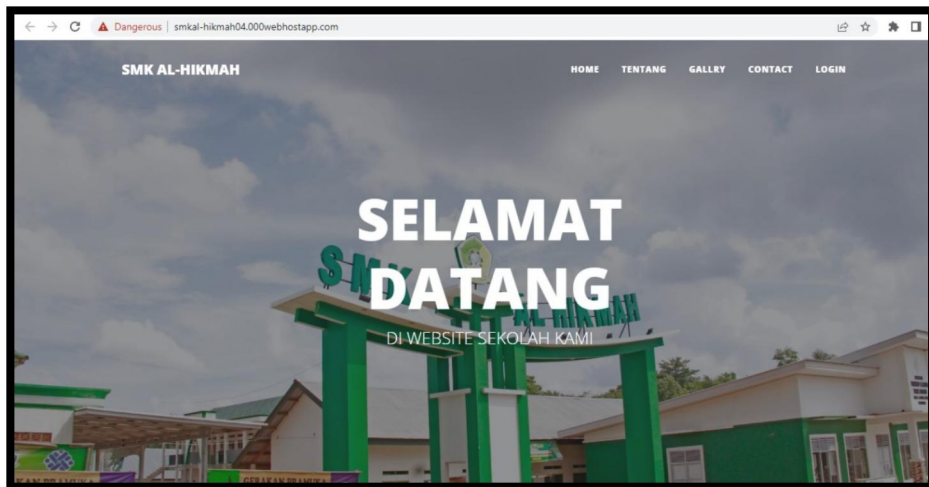 Dangerous smkal-hikmah04.000webhostapp.com
SMK AL-HIKMAH HOME TENTANG GALLRY CONTACT LOGIN
SELAMAT
DATANG
SMK AL HIKMAH
DI WEBSITE SEKOLAH KAMI
GERAKAN PRAMUKA